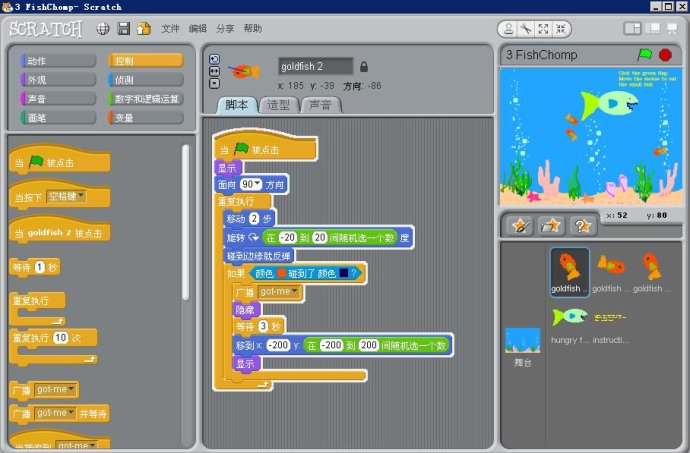 3 FishChomp- Scratch
SCRATCH 文件 编辑 分享 帮助
动作 控制
外观 侦测
声音 数字和逻辑运算
画笔 变量
当 被点击
当按下 空格键
当 goldfish 2 被点击
等待 1 秒
重复执行
重复执行 10 次
广播 got-me
广播 got-me 并等待
当接收到 got-me
goldfish 2
x: 185 y: -39 方向: -86
脚本 造型 声音
当 被点击
显示
面向 90 方向
重复执行
移动 2 步
旋转 在 -20 到 20 间随机选一个数 度
碰到边缘就反弹
如果 颜色 碰到了 颜色 ?
广播 got-me
隐藏
等待 3 秒
移到 x: -200 y: 在 -200 到 200 间随机选一个数
显示
3 FishChomp
Click the green flag.
Move the mouse to eat
the small fish
x: 52 y: 80
goldfish .. goldfish ... goldfish ..
hungry f... instructi...
舞台